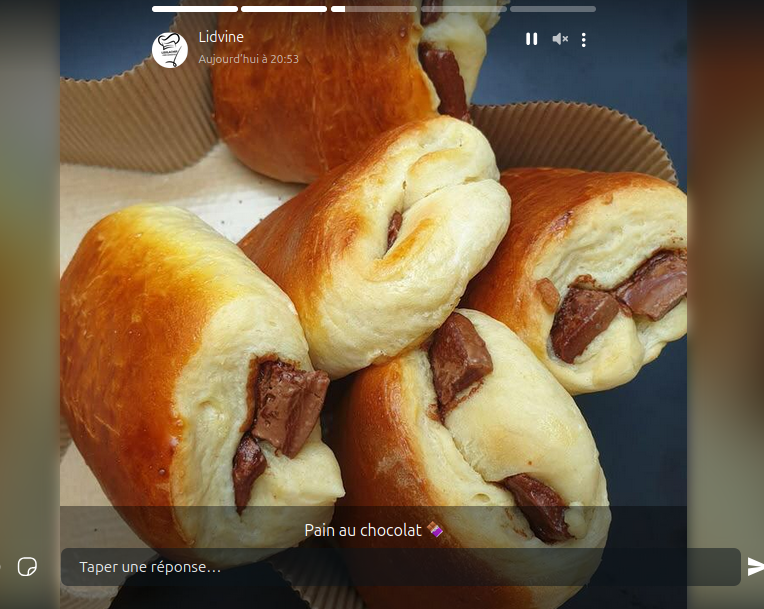 Lidvine
Aujourd'hui à 20:53
Pain au chocolat 🍫
Taper une réponse...